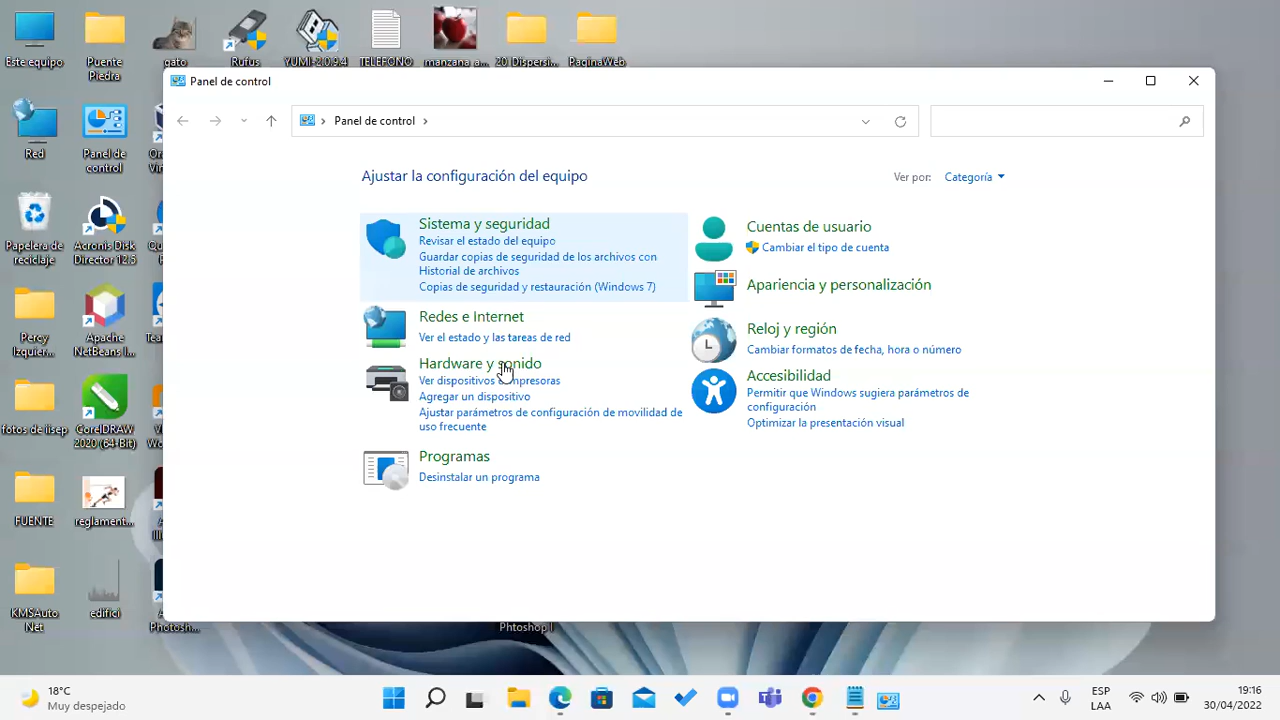 Este equipo
Puente
Piedra
gato
Rufus
YUMI-2.0.9.4
TELEFONO
manzana_a...
20 Dispersi...
PaginaWeb
Panel de control
Red
Panel de
control
Panel de control
Ajustar la configuración del equipo
Ver por:
Categoría
Papelera de
reciclaje
Acronis Disk
Director 12.5
Sistema y seguridad
Revisar el estado del equipo
Guardar copias de seguridad de los archivos con
Historial de archivos
Copias de seguridad y restauración (Windows 7)
Cuentas de usuario
Cambiar el tipo de cuenta
Apariencia y personalización
Percy
Izquier...
Apache
NetBeans I...
Redes e Internet
Ver el estado y las tareas de red
Reloj y región
Cambiar formatos de fecha, hora o número
Hardware y sonido
Ver dispositivos impresoras
Agregar un dispositivo
Ajustar parámetros de configuración de movilidad de
uso frecuente
Accesibilidad
Permitir que Windows sugiera parámetros de
configuración
Optimizar la presentación visual
fotos de iisep
CorelDRAW
2020 (64-Bit)
Programas
Desinstalar un programa
FUENTE
reglament...
KMSAuto
Net
edifici
Photosh...
Phtoshop I
18°C
Muy despejado
ESP
LAA
19:16
30/04/2022